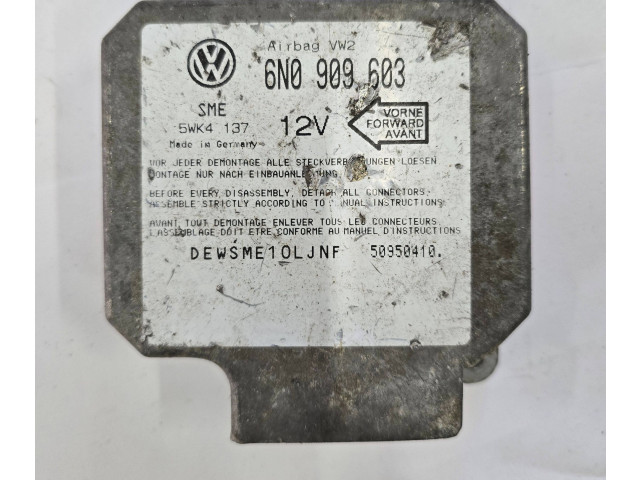 Airbag VW2
6N0 909 603
SME
5WK4 137
Made in Germany
12V
VORNE
FORWARD
AVANT
VOR JEDER DEMONTAGE ALLE STECKVERBINDUNGEN LOESEN
MONTAGE NUR NACH EINBAUANLEITUNG
BEFORE EVERY DISASSEMBLY, DETACH ALL CONNECTORS.
ASSEMBLE STRICTLY ACCORDING TO MANUAL INSTRUCTIONS.
AVANT TOUT DEMONTAGE ENLEVER TOUS LES CONNECTEURS
L'ASSEMBLAGE DOIT ETRE CONFORME AU MANUEL D'INSTRUCTIONS
DEWSME10LJNF 50950410.